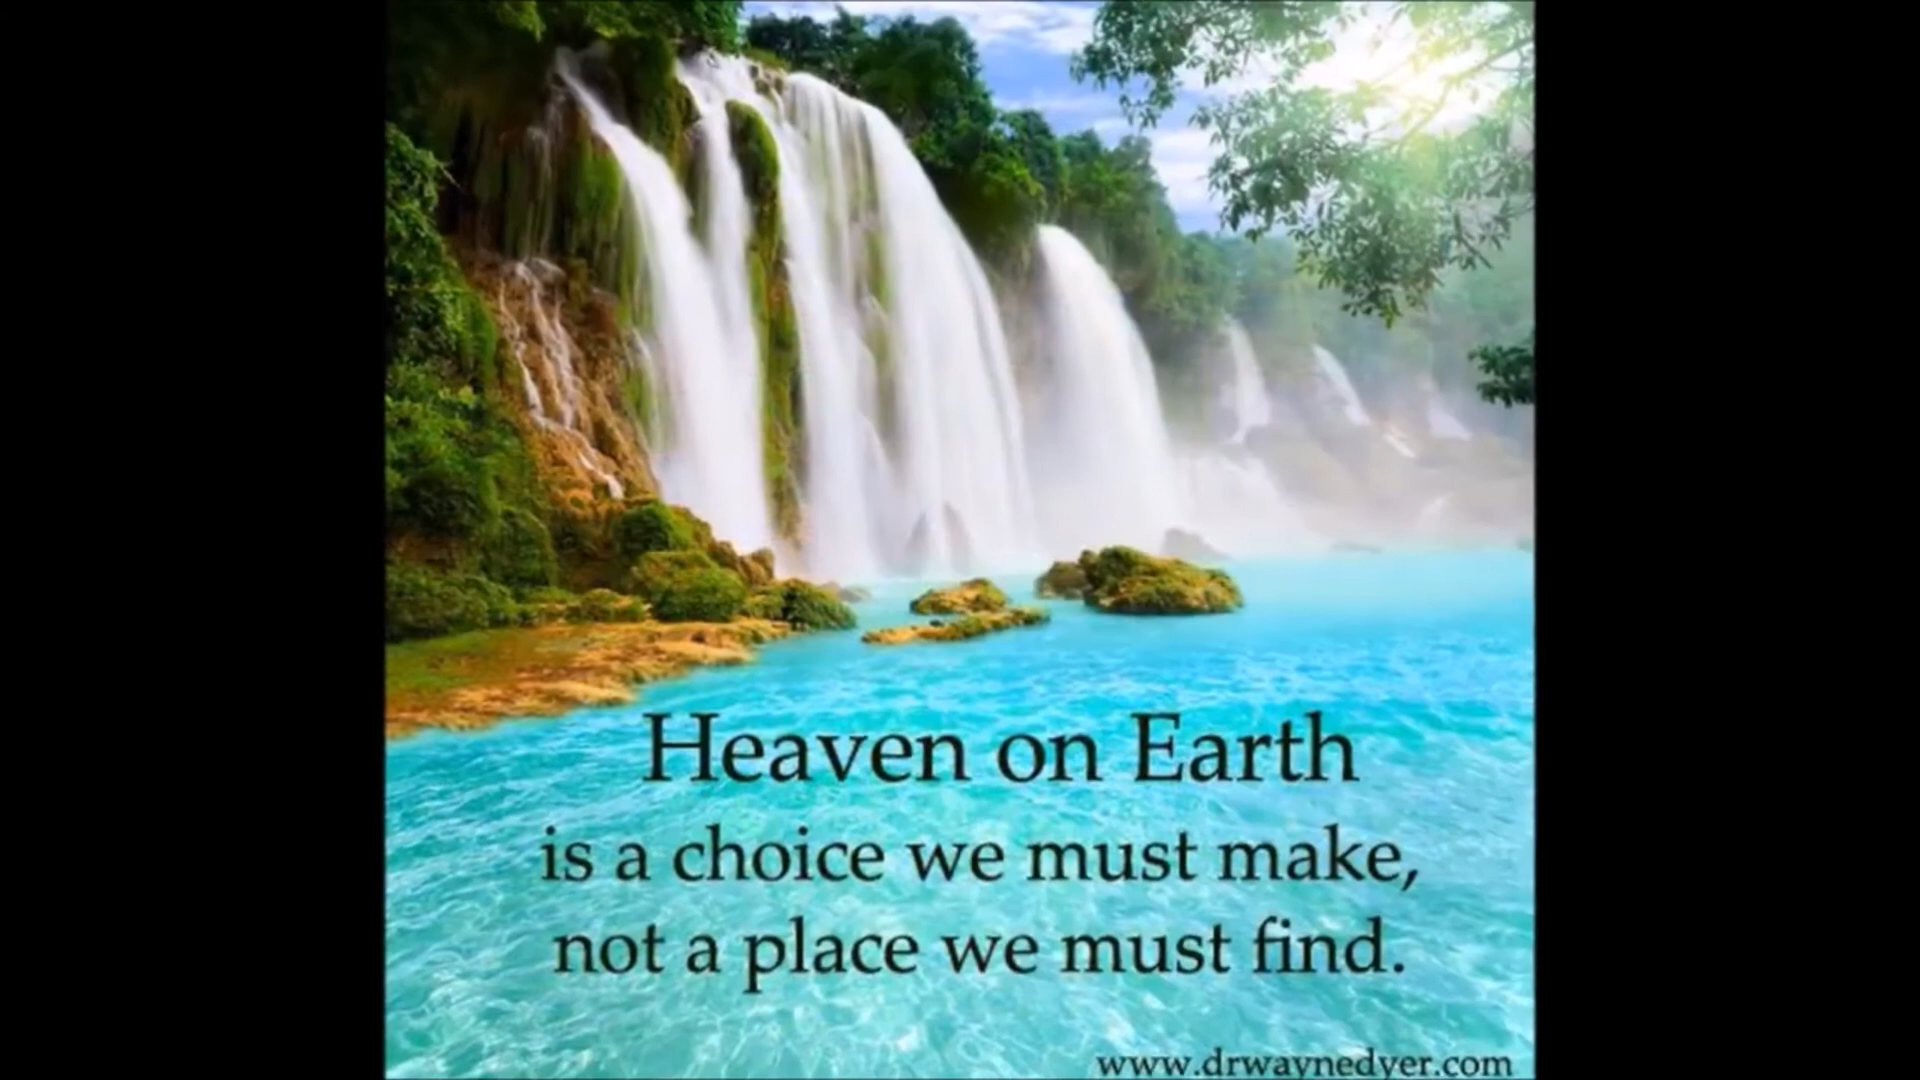 Heaven on Earth
is a choice we must make,
not a place we must find.
www.drwaynedyer.com